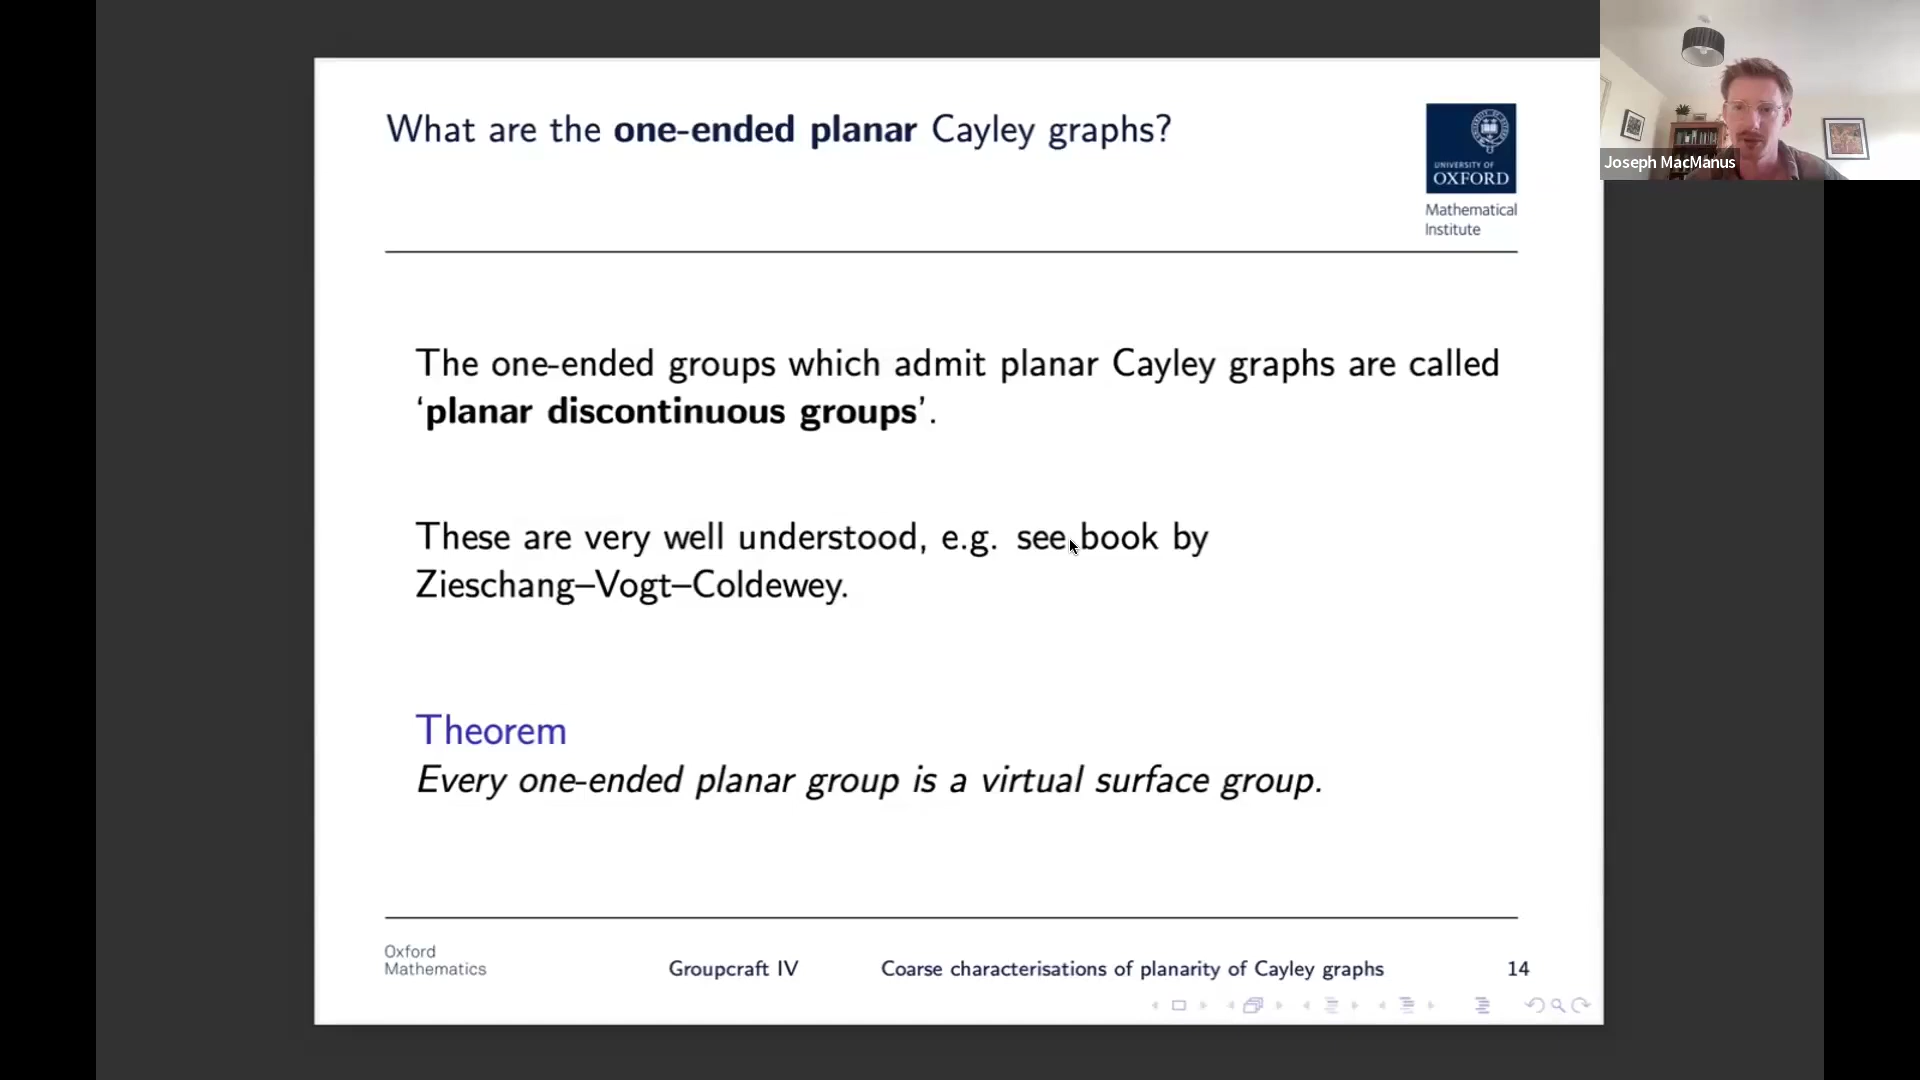 What are the one-ended planar Cayley graphs?
UNIVERSITY OF
OXFORD
Mathematical
Institute
Joseph MacManus
The one-ended groups which admit planar Cayley graphs are called
‘planar discontinuous groups’.
These are very well understood, e.g. see book by
Zieschang–Vogt–Coldewey.
Theorem
Every one-ended planar group is a virtual surface group.
Oxford
Mathematics
Groupcraft IV
Coarse characterisations of planarity of Cayley graphs
14